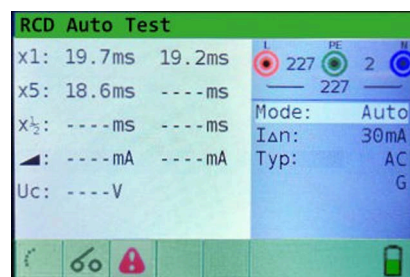 RCD Auto Test
x1: 19.7ms 19.2ms
x5: 18.6ms ----ms
x½: ----ms ----ms
◢: ----mA ----mA
Uc: ----V
L PE N
227 2
227
Mode: Auto
IΔn: 30mA
Typ: AC
G